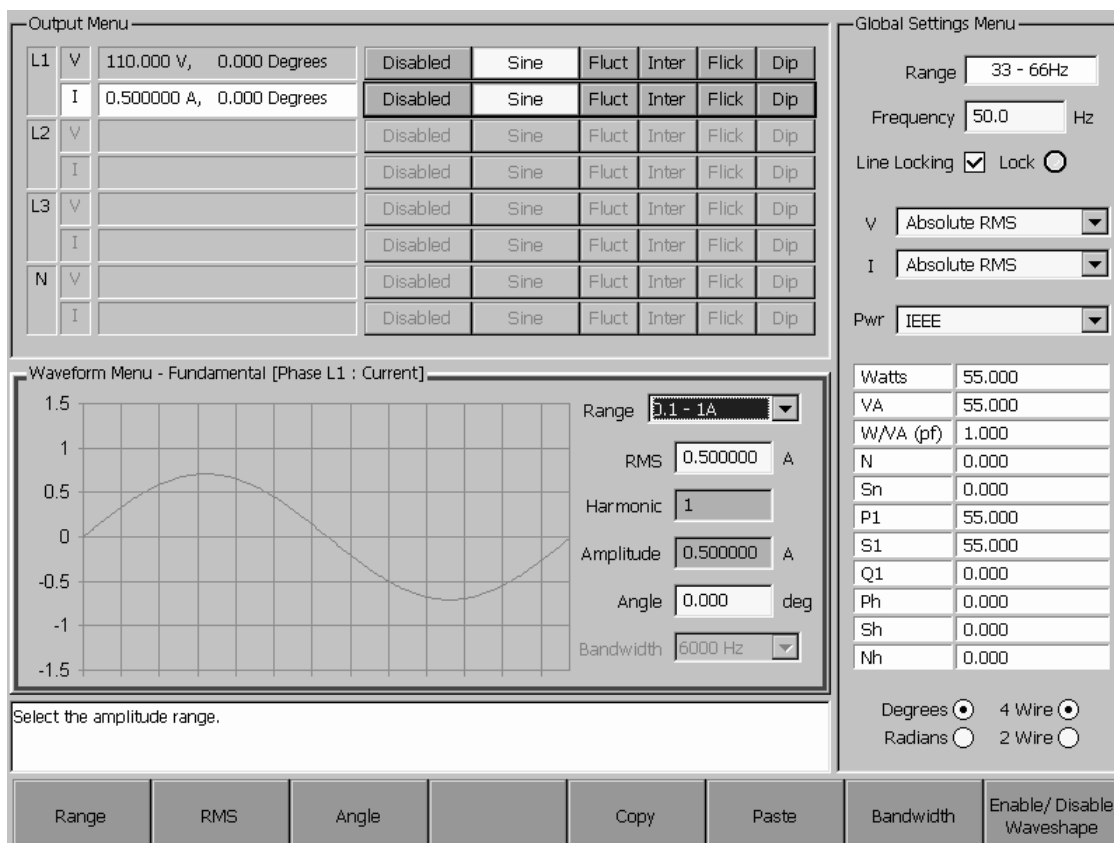 Output Menu
L1 V 110.000 V, 0.000 Degrees Disabled Sine Fluct Inter Flick Dip
I 0.500000 A, 0.000 Degrees Disabled Sine Fluct Inter Flick Dip
L2 V Disabled Sine Fluct Inter Flick Dip
I Disabled Sine Fluct Inter Flick Dip
L3 V Disabled Sine Fluct Inter Flick Dip
I Disabled Sine Fluct Inter Flick Dip
N V Disabled Sine Fluct Inter Flick Dip
I Disabled Sine Fluct Inter Flick Dip
Waveform Menu - Fundamental [Phase L1 : Current]
1.5
1
0.5
0
-0.5
-1
-1.5
Range 0.1 - 1A
RMS 0.500000 A
Harmonic 1
Amplitude 0.500000 A
Angle 0.000 deg
Bandwidth 6000 Hz
Select the amplitude range.
Global Settings Menu
Range 33 - 66Hz
Frequency 50.0 Hz
Line Locking Lock
V Absolute RMS
I Absolute RMS
Pwr IEEE
Watts 55.000
VA 55.000
W/VA (pf) 1.000
N 0.000
Sn 0.000
P1 55.000
S1 55.000
Q1 0.000
Ph 0.000
Sh 0.000
Nh 0.000
Degrees 4 Wire
Radians 2 Wire
Range RMS Angle Copy Paste Bandwidth Enable/ Disable
Waveshape